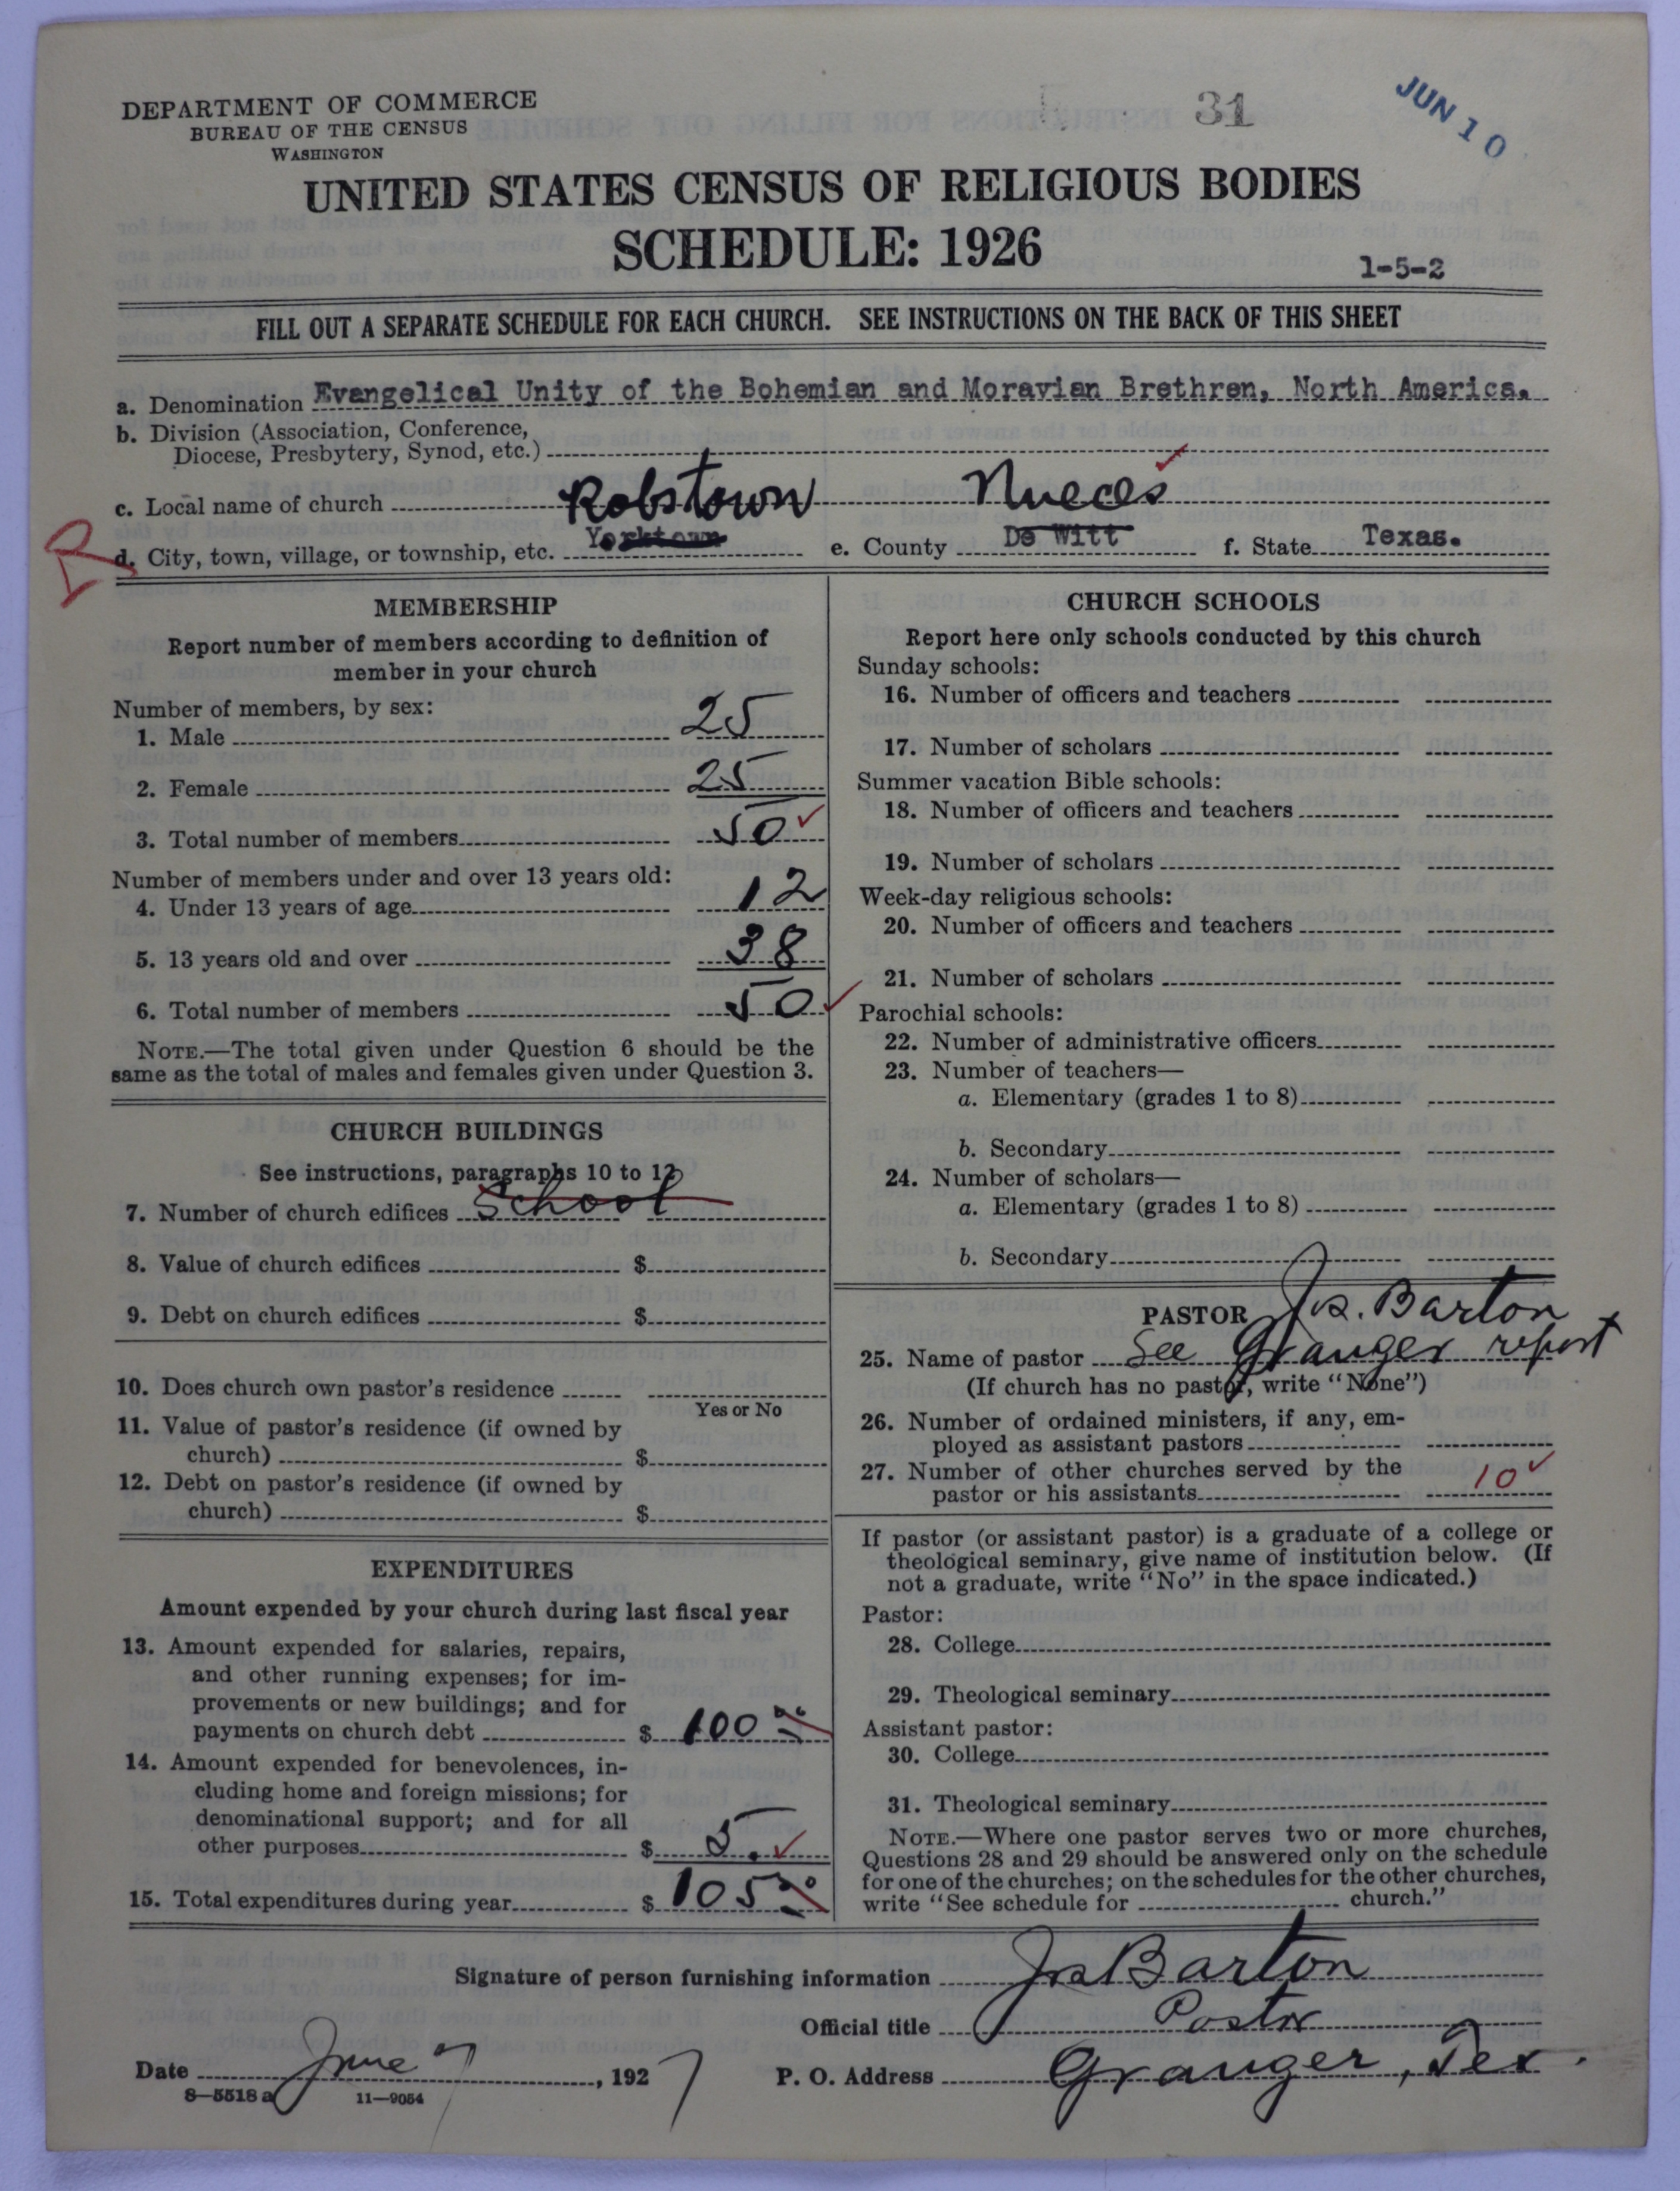 DEPARTMENT OF COMMERCE
BUREAU OF THE CENSUS
WASHINGTON
31
JUN 10
UNITED STATES CENSUS OF RELIGIOUS BODIES
SCHEDULE: 1926
1-5-2
FILL OUT A SEPARATE SCHEDULE FOR EACH CHURCH. SEE INSTRUCTIONS ON THE BACK OF THIS SHEET
a. Denomination Evangelical Unity of the Bohemian and Moravian Brethren, North America.
b. Division (Association, Conference,
Diocese, Presbytery, Synod, etc.)
c. Local name of church Robstown Nueces ✓
R
d. City, town, village, or township, etc. Yorktown e. County De Witt f. State Texas.
MEMBERSHIP
Report number of members according to definition of
member in your church
Number of members, by sex:
1. Male 25
2. Female 25
3. Total number of members 50 ✓
Number of members under and over 13 years old:
4. Under 13 years of age 12
5. 13 years old and over 38
6. Total number of members 50 ✓
NOTE.—The total given under Question 6 should be the
same as the total of males and females given under Question 3.
CHURCH BUILDINGS
See instructions, paragraphs 10 to 12
7. Number of church edifices School
8. Value of church edifices $
9. Debt on church edifices $
10. Does church own pastor's residence
Yes or No
11. Value of pastor's residence (if owned by
church) $
12. Debt on pastor's residence (if owned by
church) $
EXPENDITURES
Amount expended by your church during last fiscal year
13. Amount expended for salaries, repairs,
and other running expenses; for im-
provements or new buildings; and for
payments on church debt $ 100 00
14. Amount expended for benevolences, in-
cluding home and foreign missions; for
denominational support; and for all
other purposes $ 5. ✓
15. Total expenditures during year $ 105 00
CHURCH SCHOOLS
Report here only schools conducted by this church
Sunday schools:
16. Number of officers and teachers
17. Number of scholars
Summer vacation Bible schools:
18. Number of officers and teachers
19. Number of scholars
Week-day religious schools:
20. Number of officers and teachers
21. Number of scholars
Parochial schools:
22. Number of administrative officers
23. Number of teachers—
a. Elementary (grades 1 to 8)
b. Secondary
24. Number of scholars—
a. Elementary (grades 1 to 8)
b. Secondary
PASTOR Jos. Barton
25. Name of pastor See Granger report
(If church has no pastor, write "None")
26. Number of ordained ministers, if any, em-
ployed as assistant pastors
27. Number of other churches served by the
pastor or his assistants 10 ✓
If pastor (or assistant pastor) is a graduate of a college or
theological seminary, give name of institution below. (If
not a graduate, write "No" in the space indicated.)
Pastor:
28. College
29. Theological seminary
Assistant pastor:
30. College
31. Theological seminary
NOTE.—Where one pastor serves two or more churches,
Questions 28 and 29 should be answered only on the schedule
for one of the churches; on the schedules for the other churches,
write "See schedule for church."
Signature of person furnishing information Jos Barton
Official title Pastor
Date June 7, 1927 P. O. Address Granger, Tex.
8—5518 a 11—9054